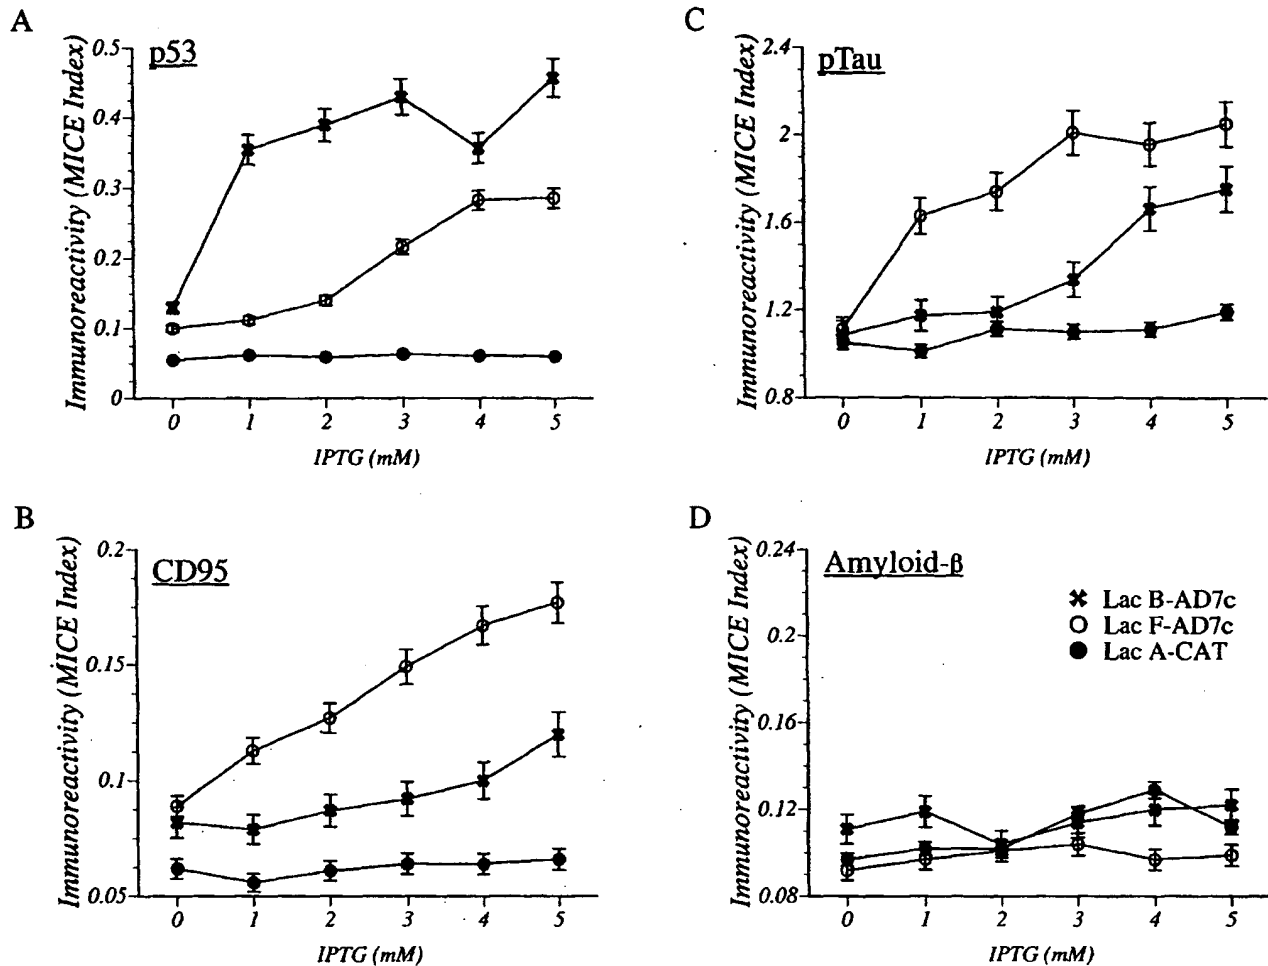 A
p53
Immunoreactivity (MICE Index)
0.5
0.4
0.3
0.2
0.1
0
0 1 2 3 4 5
IPTG (mM)
C
pTau
Immunoreactivity (MICE Index)
2.4
2
1.6
1.2
0.8
0 1 2 3 4 5
IPTG (mM)
B
CD95
Immunoreactivity (MICE Index)
0.2
0.15
0.1
0.05
0 1 2 3 4 5
IPTG (mM)
D
Amyloid-β
Immunoreactivity (MICE Index)
0.24
0.2
0.16
0.12
0.08
Lac B-AD7c
Lac F-AD7c
Lac A-CAT
0 1 2 3 4 5
IPTG (mM)